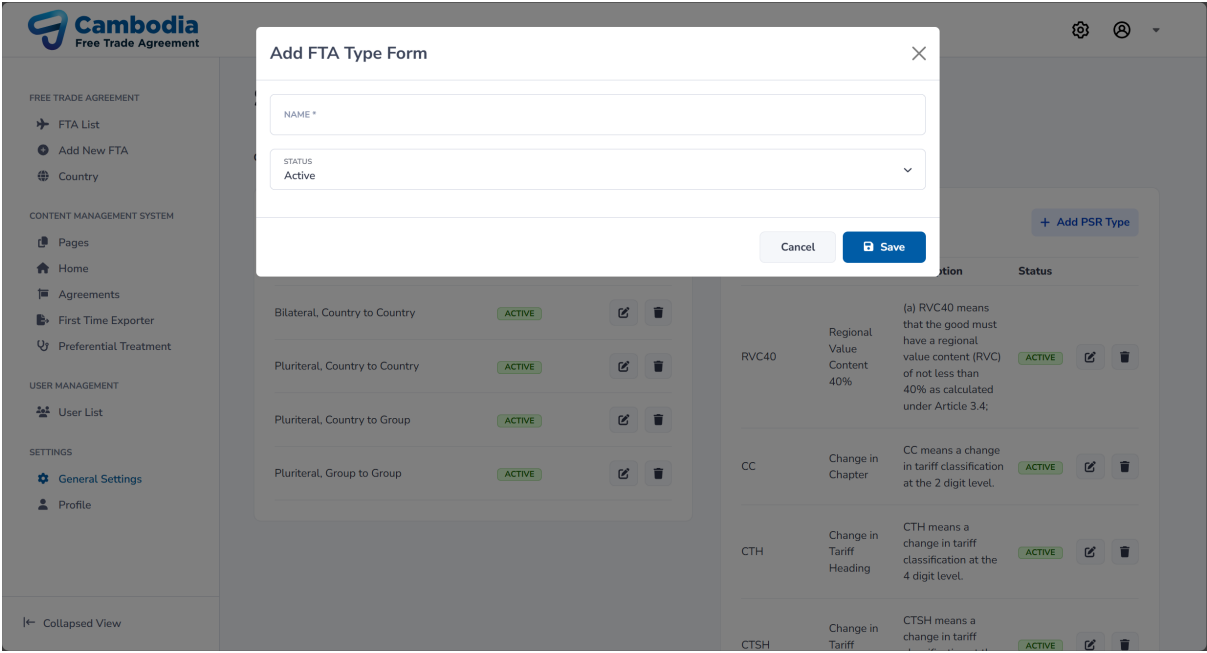 Cambodia
Free Trade Agreement
FREE TRADE AGREEMENT
FTA List
Add New FTA
Country
CONTENT MANAGEMENT SYSTEM
Pages
Home
Agreements
First Time Exporter
Preferential Treatment
USER MANAGEMENT
User List
SETTINGS
General Settings
Profile
Collapsed View
Add FTA Type Form
NAME *
STATUS
Active
Cancel
Save
Bilateral, Country to Country
ACTIVE
Pluriteral, Country to Country
ACTIVE
Pluriteral, Country to Group
ACTIVE
Pluriteral, Group to Group
ACTIVE
+ Add PSR Type
Status
RVC40
Regional
Value
Content
40%
(a) RVC40 means
that the good must
have a regional
value content (RVC)
of not less than
40% as calculated
under Article 3.4;
ACTIVE
CC
Change in
Chapter
CC means a change
in tariff classification
at the 2 digit level.
ACTIVE
CTH
Change in
Tariff
Heading
CTH means a
change in tariff
classification at the
4 digit level.
ACTIVE
CTSH
Change in
Tariff
CTSH means a
change in tariff
ACTIVE